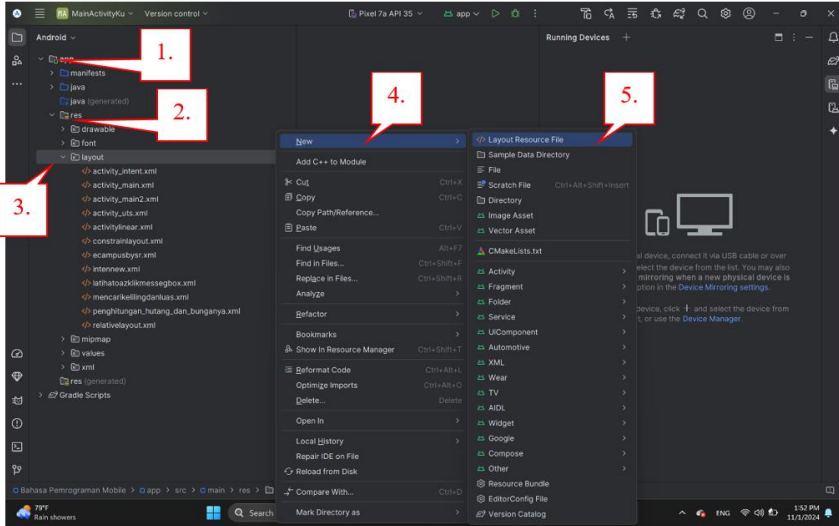 MA MainActivityKu Version control Pixel 7a API 35 app
Android
Running Devices
1.
app
manifests
java
java (generated)
2.
res
drawable
font
layout
3.
activity_intent.xml
activity_main.xml
activity_main2.xml
activity_uts.xml
activitylinear.xml
constrainlayout.xml
ecampusbysr.xml
intennew.xml
latihatoazklikmessegbox.xml
mencarikelilingdanluas.xml
penghitungan_hutang_dan_bunganya.xml
relativelayout.xml
mipmap
values
xml
res (generated)
Gradle Scripts
4.
New
Add C++ to Module
Cut Ctrl+X
Copy Ctrl+C
Copy Path/Reference...
Paste Ctrl+V
Find Usages Alt+F7
Find in Files... Ctrl+Shift+F
Replace in Files... Ctrl+Shift+R
Analyze
Refactor
Bookmarks
Show In Resource Manager Ctrl+Shift+T
Reformat Code Ctrl+Alt+L
Optimize Imports Ctrl+Alt+O
Delete... Delete
Open In
Local History
Repair IDE on File
Reload from Disk
Compare With... Ctrl+D
Mark Directory as
5.
Layout Resource File
Sample Data Directory
File
Scratch File Ctrl+Alt+Shift+Insert
Directory
Image Asset
Vector Asset
CMakeLists.txt
Activity
Fragment
Folder
Service
UiComponent
Automotive
XML
Wear
TV
AIDL
Widget
Google
Compose
Other
Resource Bundle
EditorConfig File
Version Catalog
al device, connect it via USB cable or over
elect the device from the list. You may also
mirroring when a new physical device is
ption in the Device Mirroring settings.
device, click + and select the device from
t, or use the Device Manager.
Bahasa Pemrograman Mobile > app > src > main > res >
79°F
Rain showers
Search
ENG
1:52 PM
11/1/2024